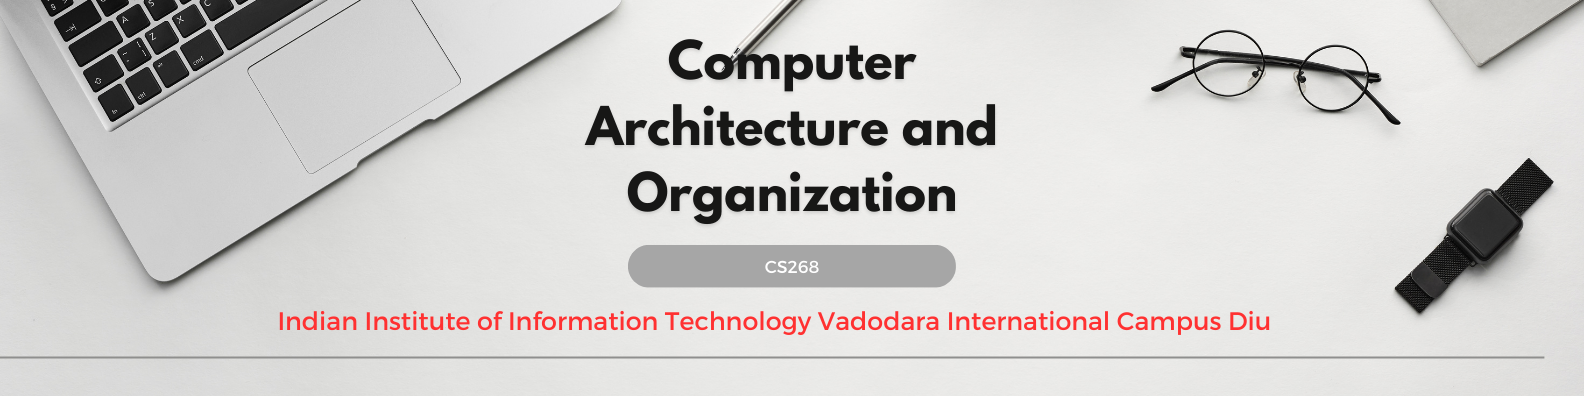 Computer
Architecture and
Organization
CS268
Indian Institute of Information Technology Vadodara International Campus Diu